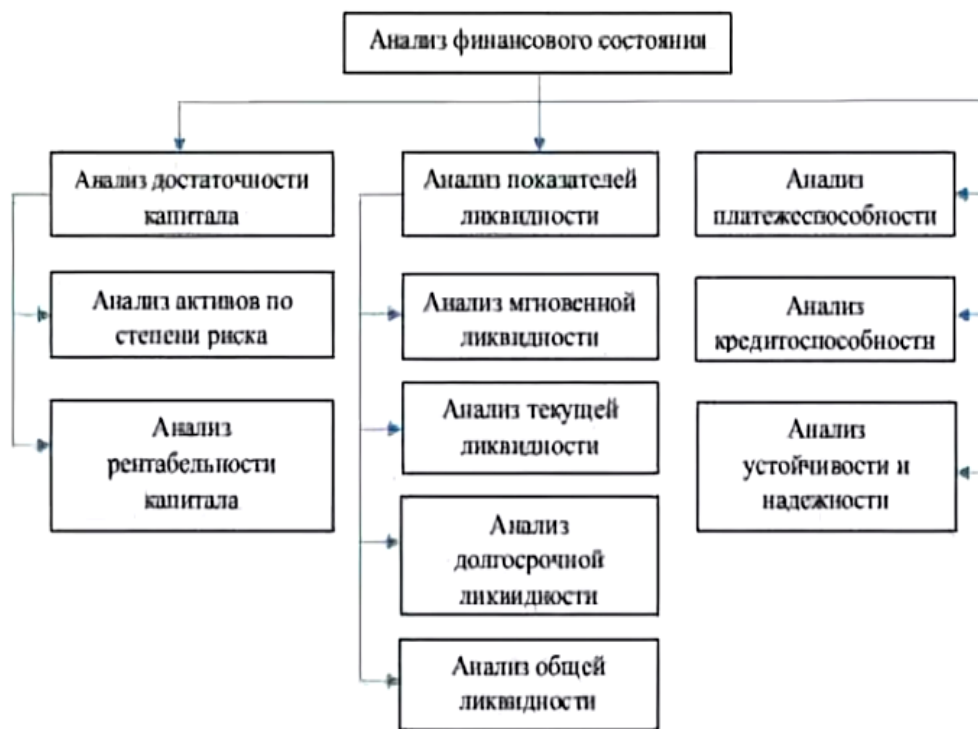 Анализ финансового состояния
Анализ достаточности
капитала
Анализ активов по
степени риска
Анализ
рентабельности
капитала
Анализ показателей
ликвидности
Анализ мгновенной
ликвидности
Анализ текущей
ликвидности
Анализ
долгосрочной
ликвидности
Анализ общей
ликвидности
Анализ
платежеспособности
Анализ
кредитоспособности
Анализ
устойчивости и
надежности